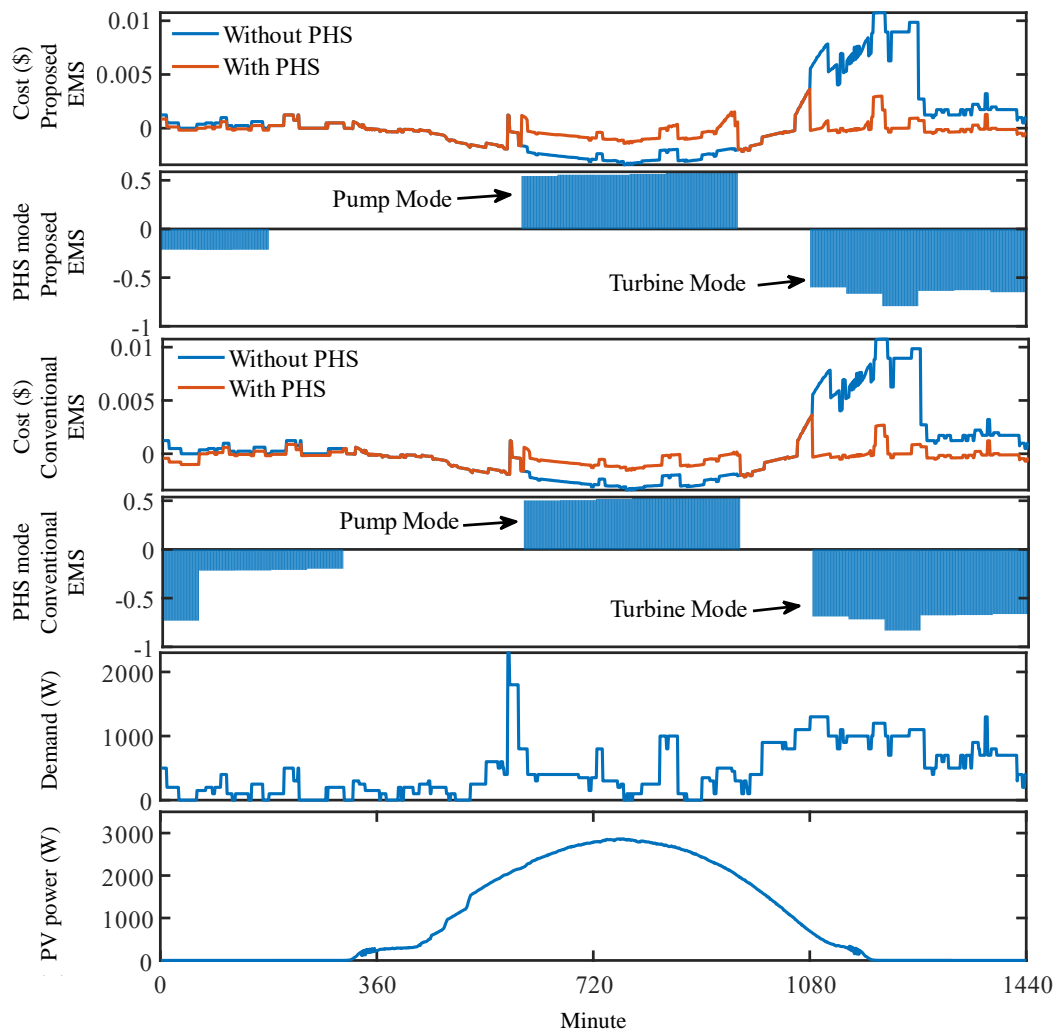 Cost ($)
Proposed
EMS
0.01
0.005
0
Without PHS
With PHS
PHS mode
Proposed
EMS
0.5
0
-0.5
-1
Pump Mode
Turbine Mode
Cost ($)
Conventional
EMS
0.01
0.005
0
Without PHS
With PHS
PHS mode
Conventional
EMS
0.5
0
-0.5
-1
Pump Mode
Turbine Mode
Demand (W)
2000
1000
0
PV power (W)
3000
2000
1000
0
0 360 720 1080 1440
Minute